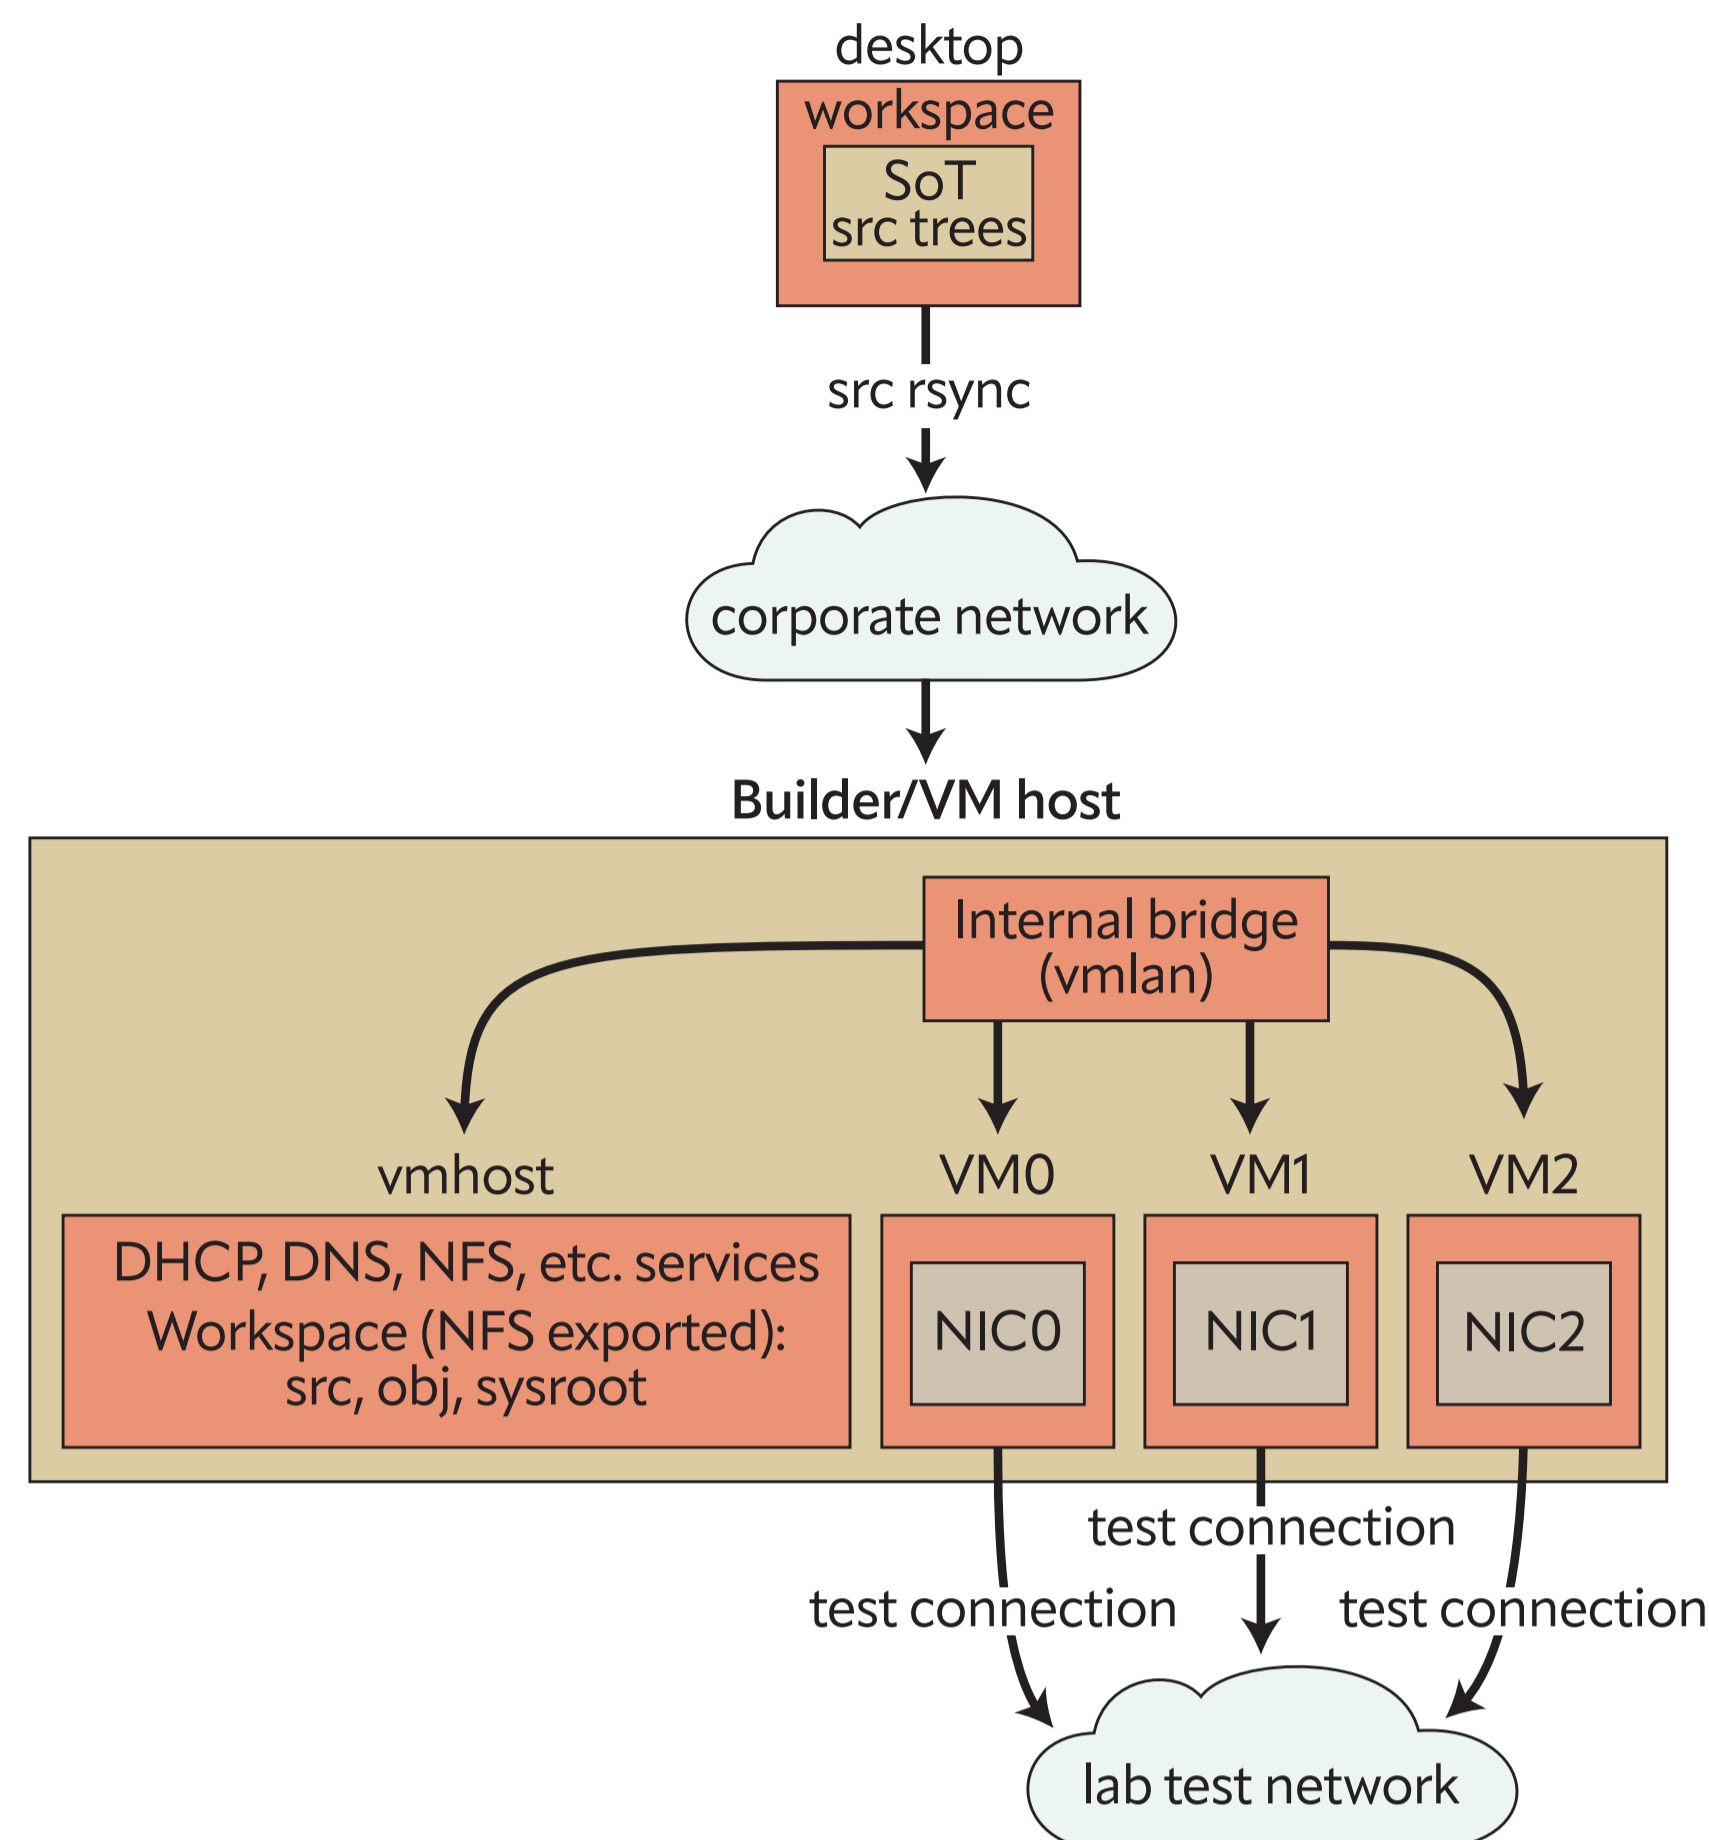 desktop
workspace
SoT
src trees
src rsync
corporate network
Builder/VM host
Internal bridge
(vmlan)
vmhost
VM0
VM1
VM2
DHCP, DNS, NFS, etc. services
Workspace (NFS exported):
src, obj, sysroot
NIC0
NIC1
NIC2
test connection
test connection
test connection
lab test network